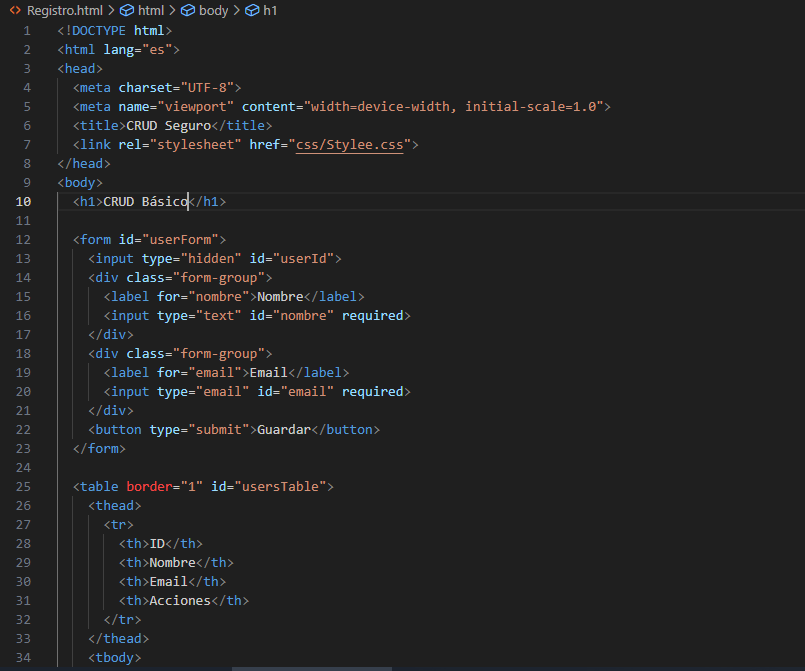 <> Registro.html > html > body > h1
1 <!DOCTYPE html>
2 <html lang="es">
3 <head>
4 <meta charset="UTF-8">
5 <meta name="viewport" content="width=device-width, initial-scale=1.0">
6 <title>CRUD Seguro</title>
7 <link rel="stylesheet" href="css/Stylee.css">
8 </head>
9 <body>
10 <h1>CRUD Básico</h1>
11
12 <form id="userForm">
13 <input type="hidden" id="userId">
14 <div class="form-group">
15 <label for="nombre">Nombre</label>
16 <input type="text" id="nombre" required>
17 </div>
18 <div class="form-group">
19 <label for="email">Email</label>
20 <input type="email" id="email" required>
21 </div>
22 <button type="submit">Guardar</button>
23 </form>
24
25 <table border="1" id="usersTable">
26 <thead>
27 <tr>
28 <th>ID</th>
29 <th>Nombre</th>
30 <th>Email</th>
31 <th>Acciones</th>
32 </tr>
33 </thead>
34 <tbody>